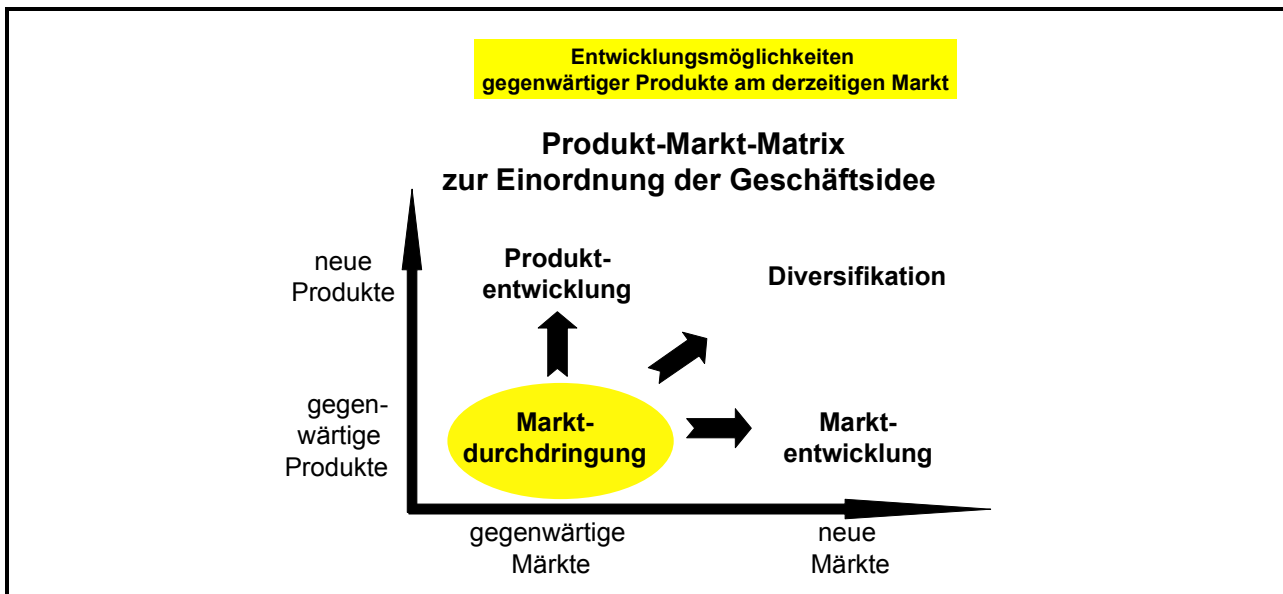 Entwicklungsmöglichkeiten
gegenwärtiger Produkte am derzeitigen Markt
Produkt-Markt-Matrix
zur Einordnung der Geschäftsidee
neue
Produkte
Produkt-
entwicklung
Diversifikation
gegen-
wärtige
Produkte
Markt-
durchdringung
Markt-
entwicklung
gegenwärtige
Märkte
neue
Märkte